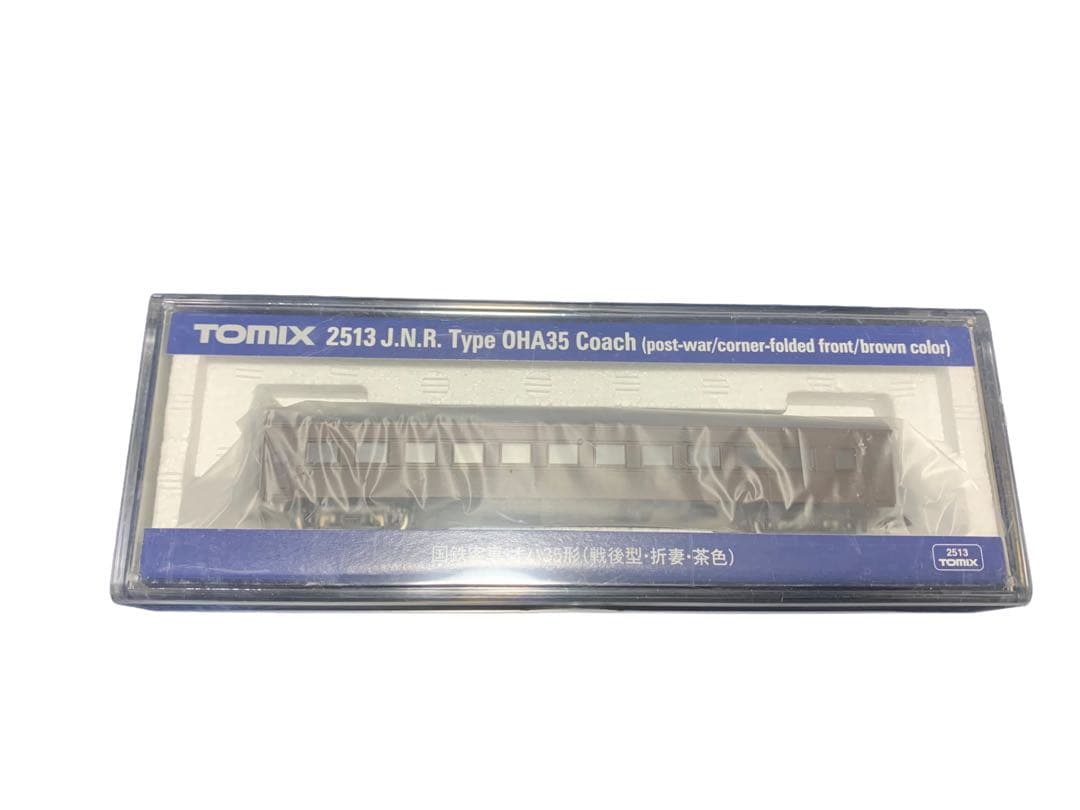 TOMIX 2513 J.N.R. Type OHA35 Coach (post-war/corner-folded front/brown color)
国鉄客車 オハ35形(戦後型・折妻・茶色)
2513
TOMIX